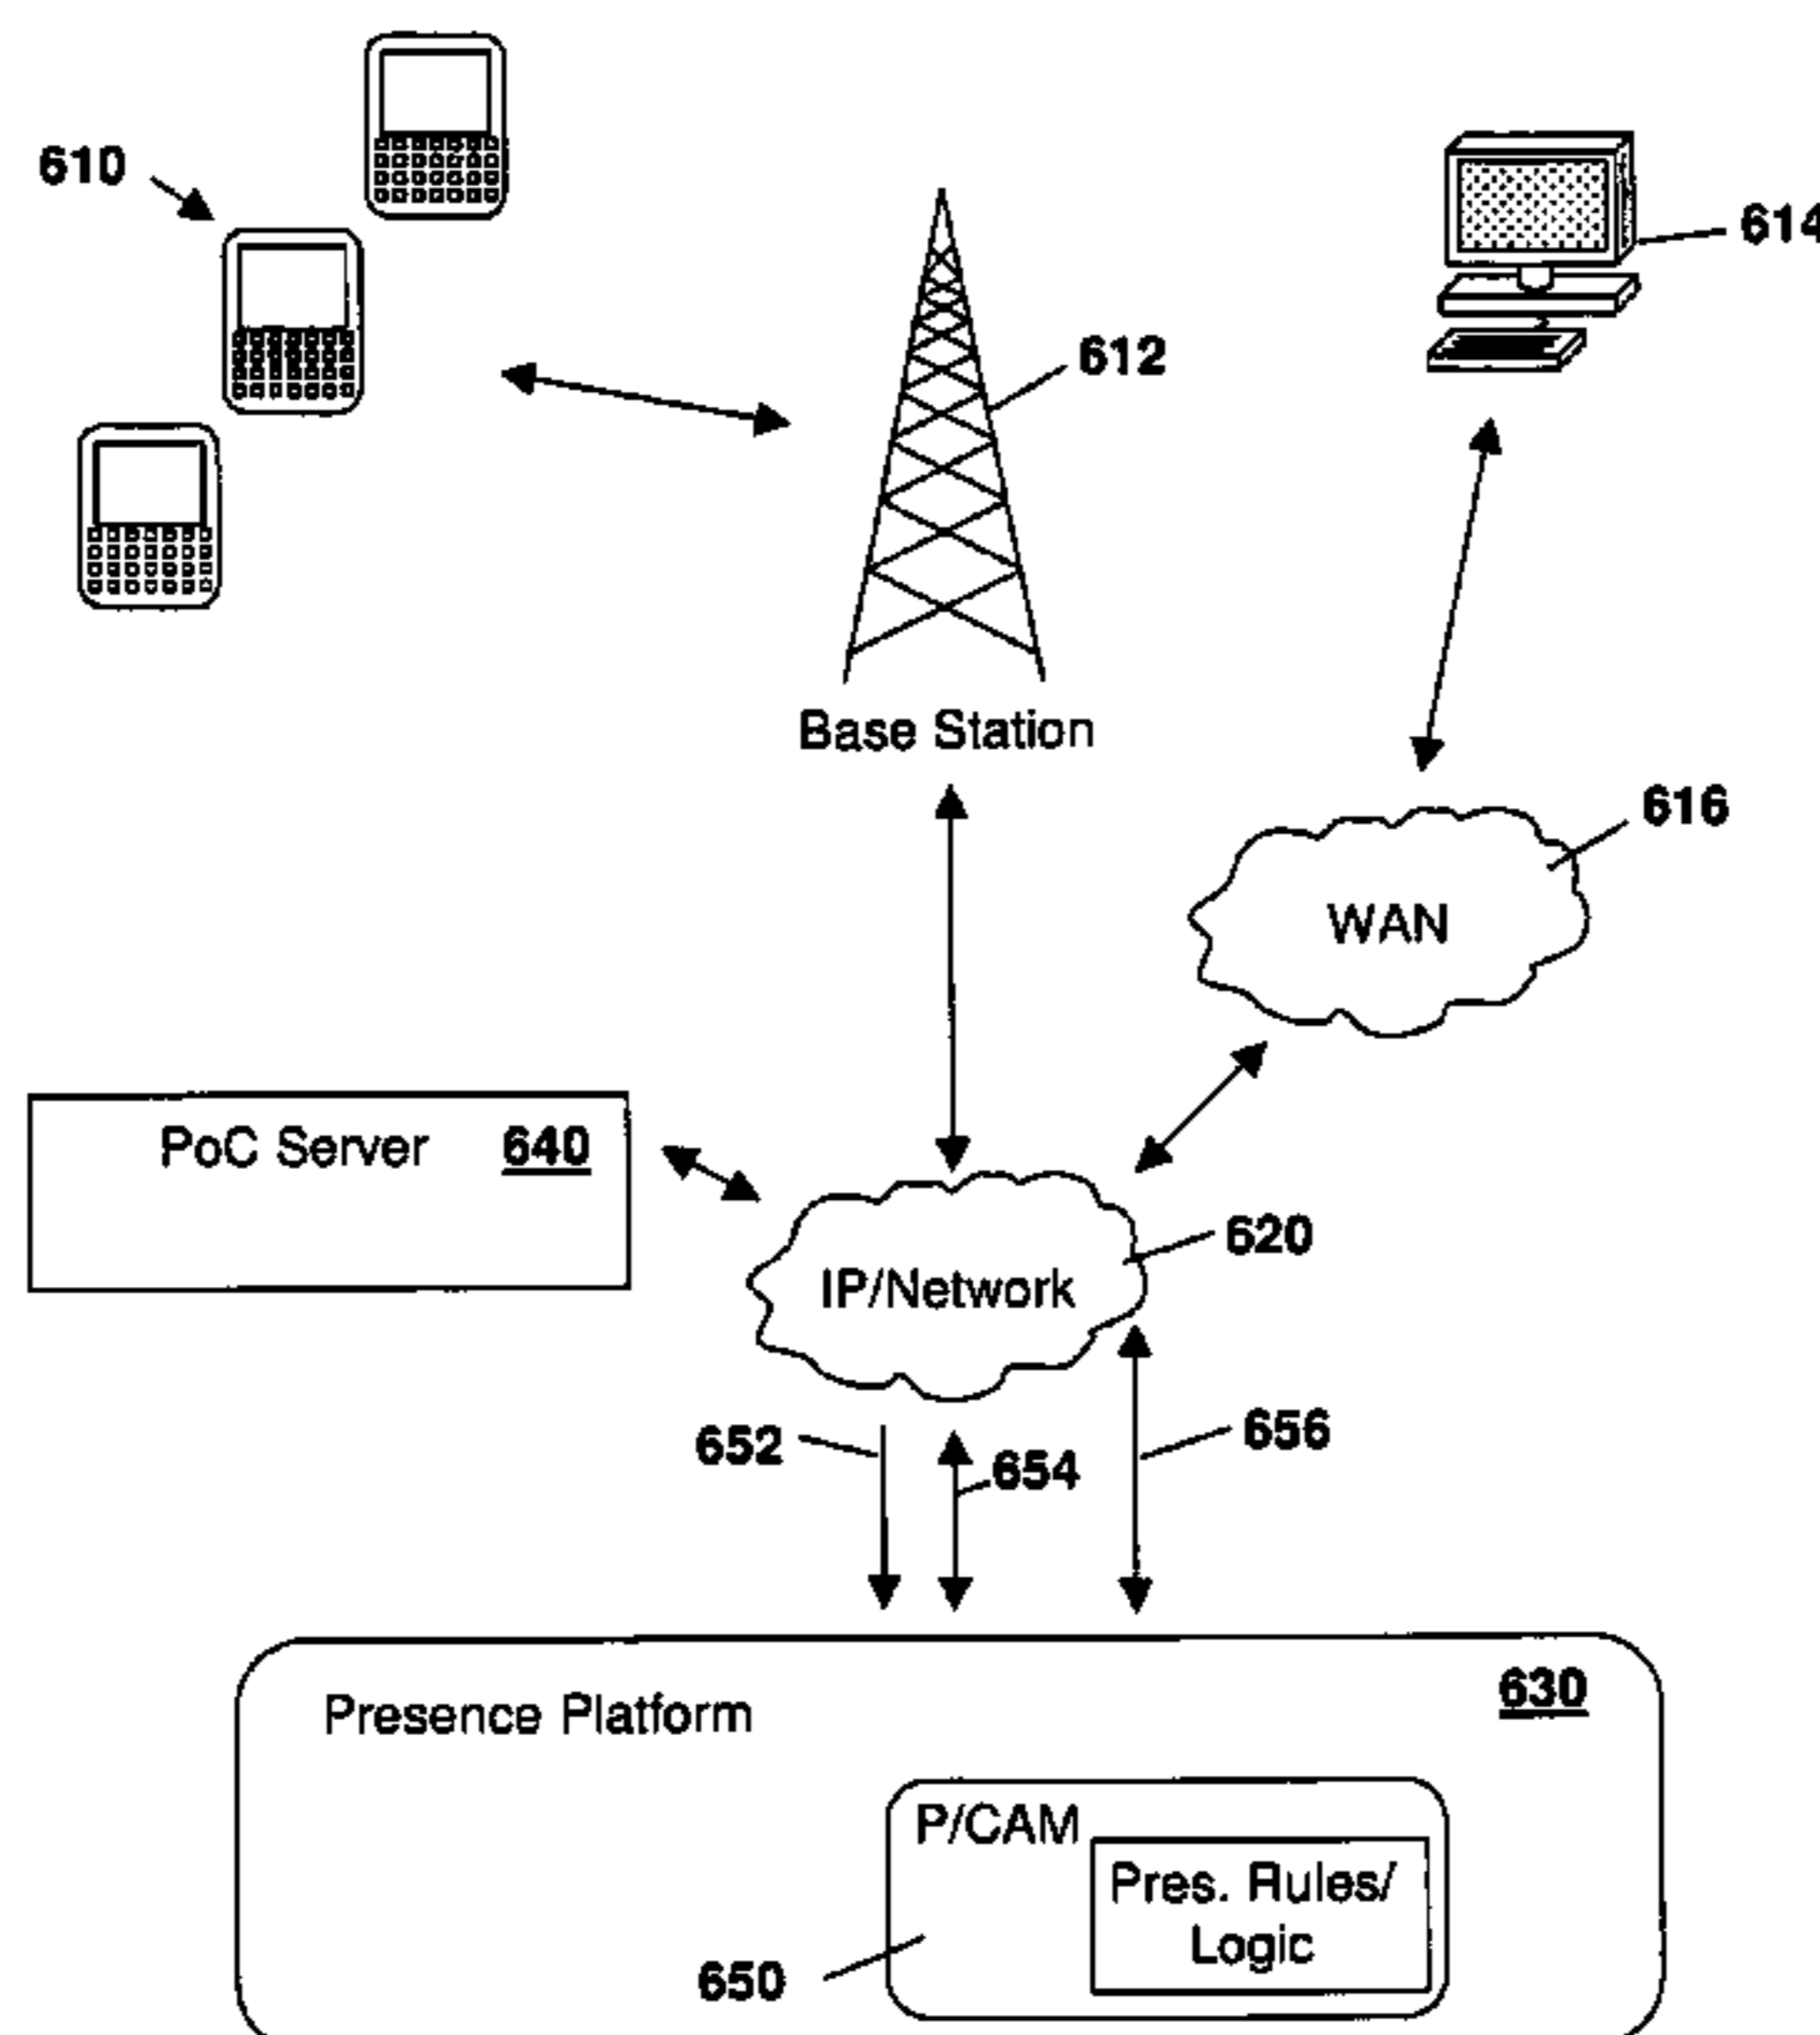 610
614
612
Base Station
616
WAN
PoC Server 640
620
IP/Network
652
654
656
Presence Platform
630
P/CAM
Pres. Rules/
Logic
650